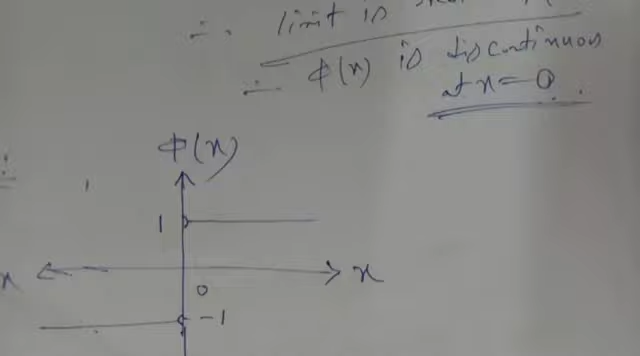 ∴ limit is
∴ ϕ(x) is discontinuous
at x=0
ϕ(x)
1
x x
0
-1